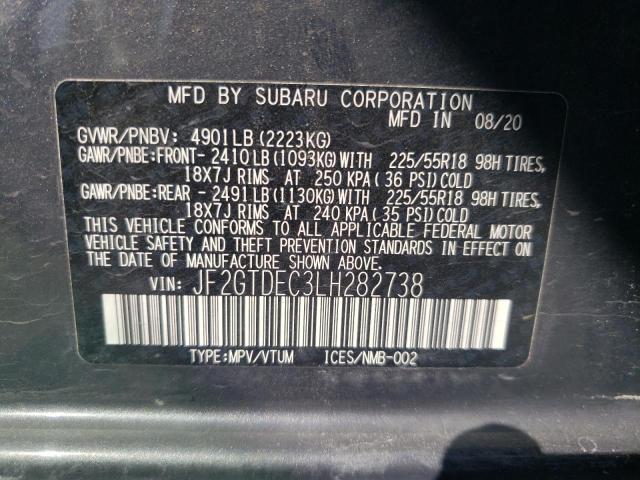 MFD BY SUBARU CORPORATION
MFD IN 08/20
GVWR/PNBV: 4901LB (2223KG)
GAWR/PNBE:FRONT- 2410LB (1093KG) WITH 225/55R18 98H TIRES,
18X7J RIMS AT 250 KPA( 36 PSI) COLD
GAWR/PNBE:REAR - 2491LB (1130KG) WITH 225/55R18 98H TIRES,
18X7J RIMS AT 240 KPA( 35 PSI) COLD
THIS VEHICLE CONFORMS TO ALL APPLICABLE FEDERAL MOTOR
VEHICLE SAFETY AND THEFT PREVENTION STANDARDS IN EFFECT ON
THE DATE OF MANUFACTURE SHOWN ABOVE.
VIN: JF2GTDEC3LH282738
TYPE:MPV/VTUM ICES/NMB-002